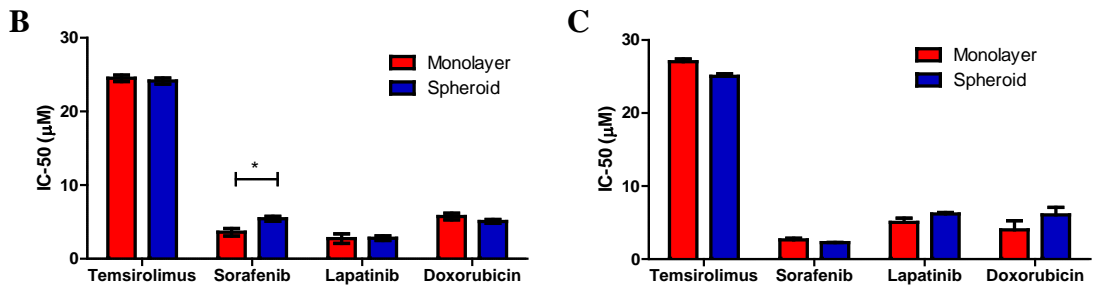 B
IC-50 (µM)
30
20
10
0
Monolayer
Spheroid
*
Temsirolimus Sorafenib Lapatinib Doxorubicin
C
IC-50 (µM)
30
20
10
0
Monolayer
Spheroid
Temsirolimus Sorafenib Lapatinib Doxorubicin